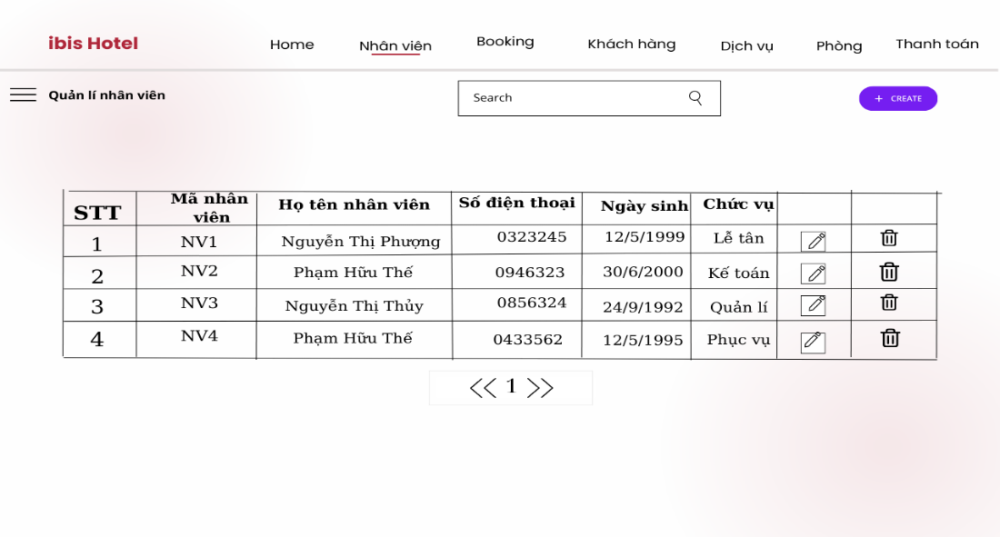 ibis Hotel Home Nhân viên Booking Khách hàng Dịch vụ Phòng Thanh toán
Quản lí nhân viên Search + CREATE
STT Mã nhân viên Họ tên nhân viên Số điện thoại Ngày sinh Chức vụ
1 NV1 Nguyễn Thị Phượng 0323245 12/5/1999 Lễ tân
2 NV2 Phạm Hữu Thế 0946323 30/6/2000 Kế toán
3 NV3 Nguyễn Thị Thủy 0856324 24/9/1992 Quản lí
4 NV4 Phạm Hữu Thế 0433562 12/5/1995 Phục vụ
<< 1 >>